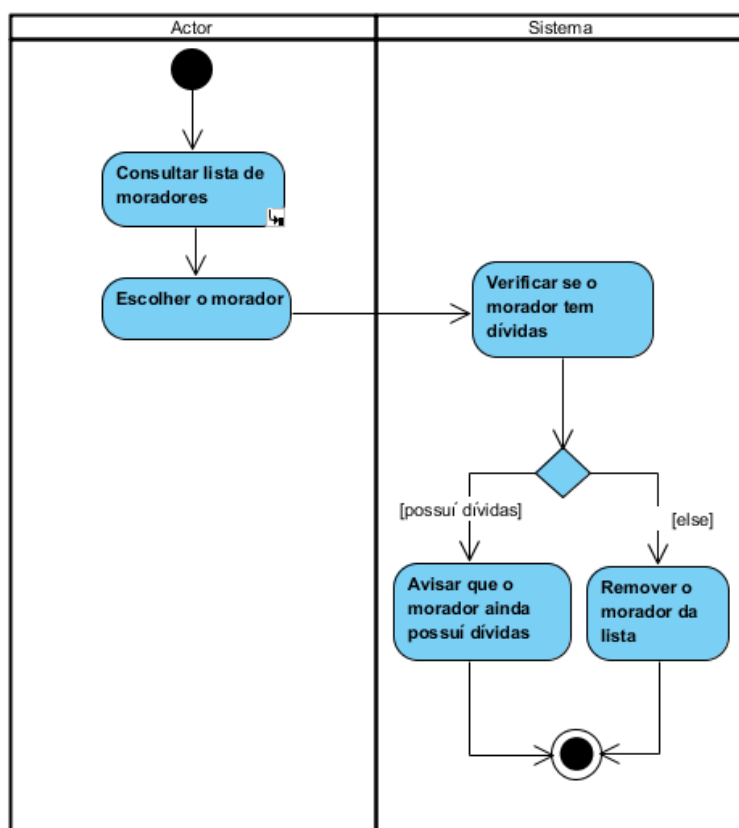 Actor
Sistema
Consultar lista de
moradores
Escolher o morador
Verificar se o
morador tem
dívidas
[possuí dívidas]
[else]
Avisar que o
morador ainda
possuí dívidas
Remover o
morador da
lista